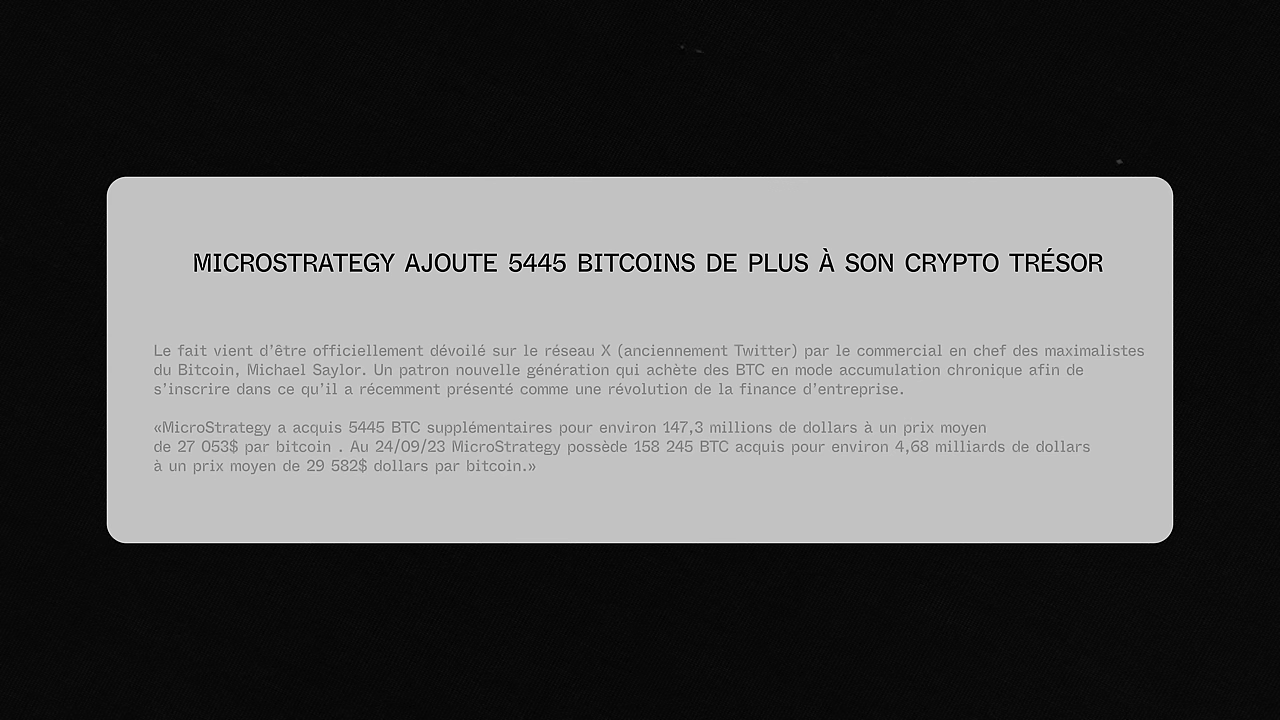 MICROSTRATEGY AJOUTE 5445 BITCOINS DE PLUS À SON CRYPTO TRÉSOR
Le fait vient d’être officiellement dévoilé sur le réseau X (anciennement Twitter) par le commercial en chef des maximalistes
du Bitcoin, Michael Saylor. Un patron nouvelle génération qui achète des BTC en mode accumulation chronique afin de
s’inscrire dans ce qu’il a récemment présenté comme une révolution de la finance d’entreprise.
«MicroStrategy a acquis 5445 BTC supplémentaires pour environ 147,3 millions de dollars à un prix moyen
de 27 053$ par bitcoin . Au 24/09/23 MicroStrategy possède 158 245 BTC acquis pour environ 4,68 milliards de dollars
à un prix moyen de 29 582$ dollars par bitcoin.»